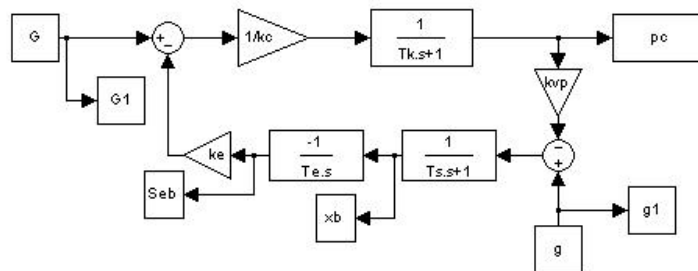 G
+
−
1/kc
1
Tk.s+1
pc
G1
kvp
ke
-1
Te.s
1
Ts.s+1
−
+
Seb
xb
g1
g